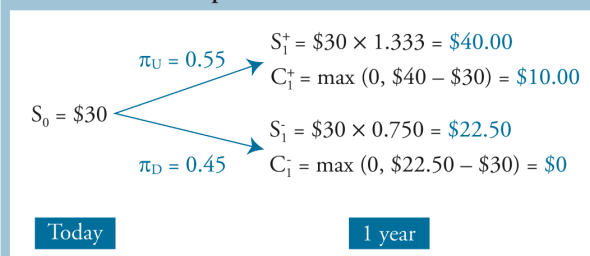 S₁⁺ = $30 × 1.333 = $40.00
π_U = 0.55
C₁⁺ = max (0, $40 – $30) = $10.00
S₀ = $30
S₁⁻ = $30 × 0.750 = $22.50
π_D = 0.45
C₁⁻ = max (0, $22.50 – $30) = $0
Today
1 year